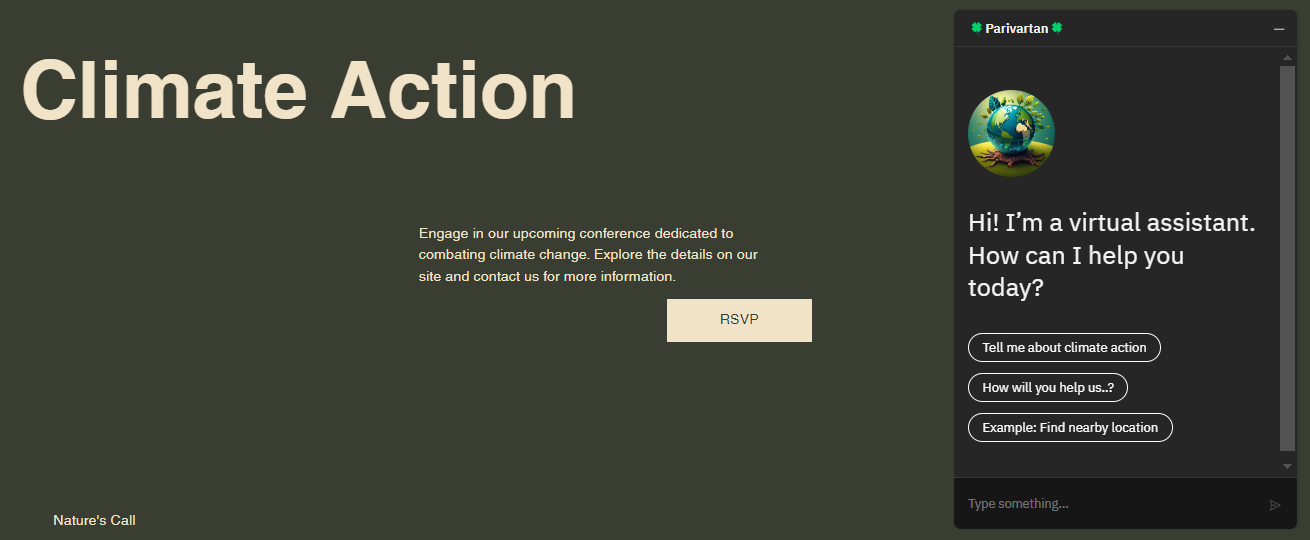 Climate Action
Engage in our upcoming conference dedicated to
combating climate change. Explore the details on our
site and contact us for more information.
RSVP
Nature's Call
🍀 Parivartan 🍀
Hi! I’m a virtual assistant.
How can I help you
today?
Tell me about climate action
How will you help us..?
Example: Find nearby location
Type something...